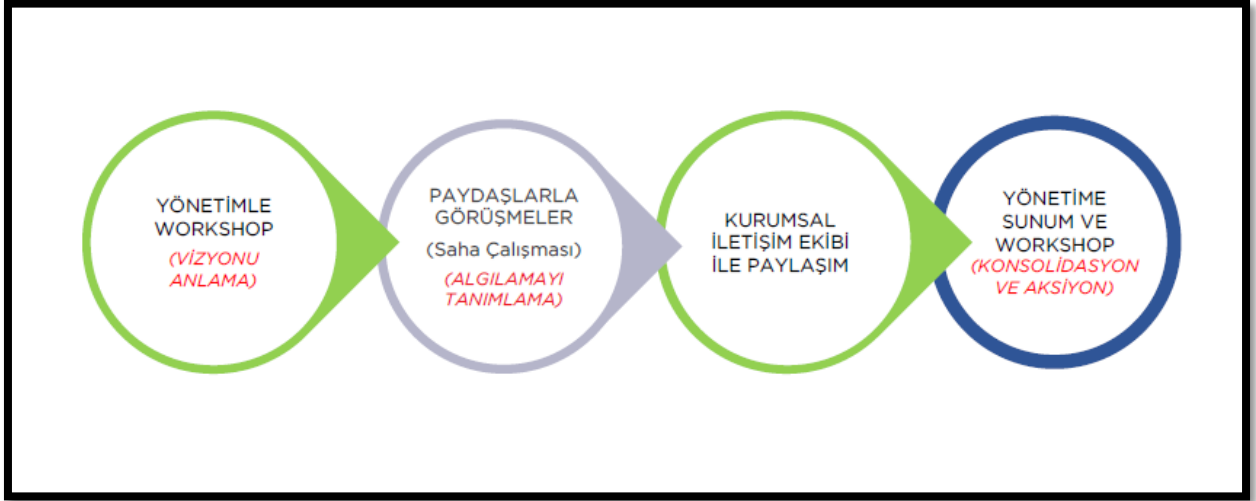 YÖNETİMLE
WORKSHOP
(VİZYONU
ANLAMA)
PAYDAŞLARLA
GÖRÜŞMELER
(Saha Çalışması)
(ALGILAMAYI
TANIMLAMA)
KURUMSAL
İLETİŞİM EKİBİ
İLE PAYLAŞIM
YÖNETİME
SUNUM VE
WORKSHOP
(KONSOLİDASYON
VE AKSİYON)